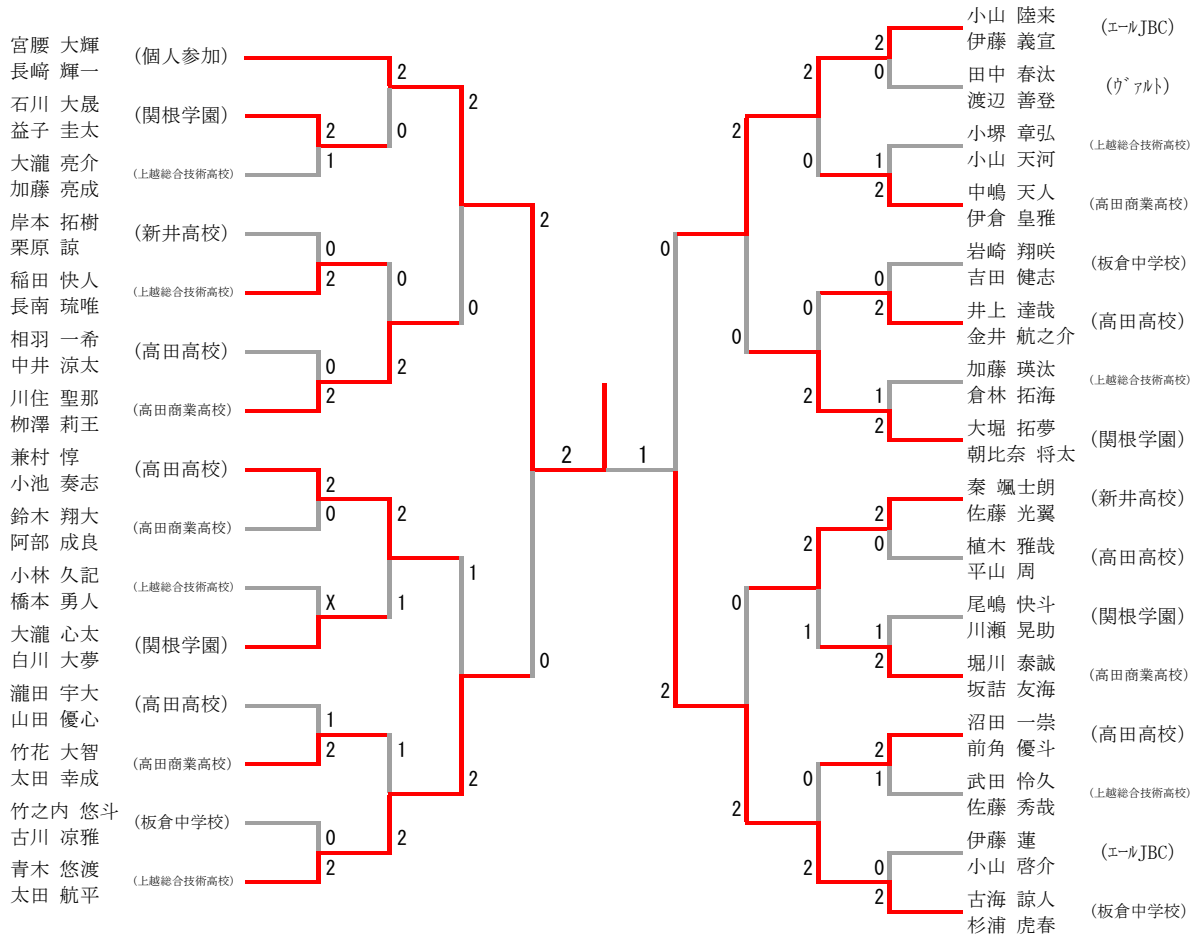 宮腰 大輝
長﨑 輝一
(個人参加)
石川 大晟
益子 圭太
(関根学園)
大瀧 亮介
加藤 亮成
(上越総合技術高校)
岸本 拓樹
栗原 諒
(新井高校)
稲田 快人
長南 琉唯
(上越総合技術高校)
相羽 一希
中井 涼太
(高田高校)
川住 聖那
栁澤 莉王
(高田商業高校)
兼村 惇
小池 奏志
(高田高校)
鈴木 翔大
阿部 成良
(高田商業高校)
小林 久記
橋本 勇人
(上越総合技術高校)
大瀧 心太
白川 大夢
(関根学園)
瀧田 宇大
山田 優心
(高田高校)
竹花 大智
太田 幸成
(高田商業高校)
竹之内 悠斗
古川 凉雅
(板倉中学校)
青木 悠渡
太田 航平
(上越総合技術高校)
2
1
0
2
0
2
2
0
X
1
2
0
2
2
0
0
2
2
1
1
2
2
0
1
2
2
0
2
1
0
2
2
0
0
2
2
0
2
0
2
1
0
2
2
0
1
2
0
2
1
2
2
0
1
2
2
1
0
2
小山 陸来
伊藤 義宣
(エールJBC)
田中 春汰
渡辺 善登
(ヴァルト)
小堺 章弘
小山 天河
(上越総合技術高校)
中嶋 天人
伊倉 皇雅
(高田商業高校)
岩崎 翔咲
吉田 健志
(板倉中学校)
井上 達哉
金井 航之介
(高田高校)
加藤 瑛汰
倉林 拓海
(上越総合技術高校)
大堀 拓夢
朝比奈 将太
(関根学園)
秦 颯士朗
佐藤 光翼
(新井高校)
植木 雅哉
平山 周
(高田高校)
尾嶋 快斗
川瀬 晃助
(関根学園)
堀川 泰誠
坂詰 友海
(高田商業高校)
沼田 一崇
前角 優斗
(高田高校)
武田 怜久
佐藤 秀哉
(上越総合技術高校)
伊藤 蓮
小山 啓介
(エールJBC)
古海 諒人
杉浦 虎春
(板倉中学校)